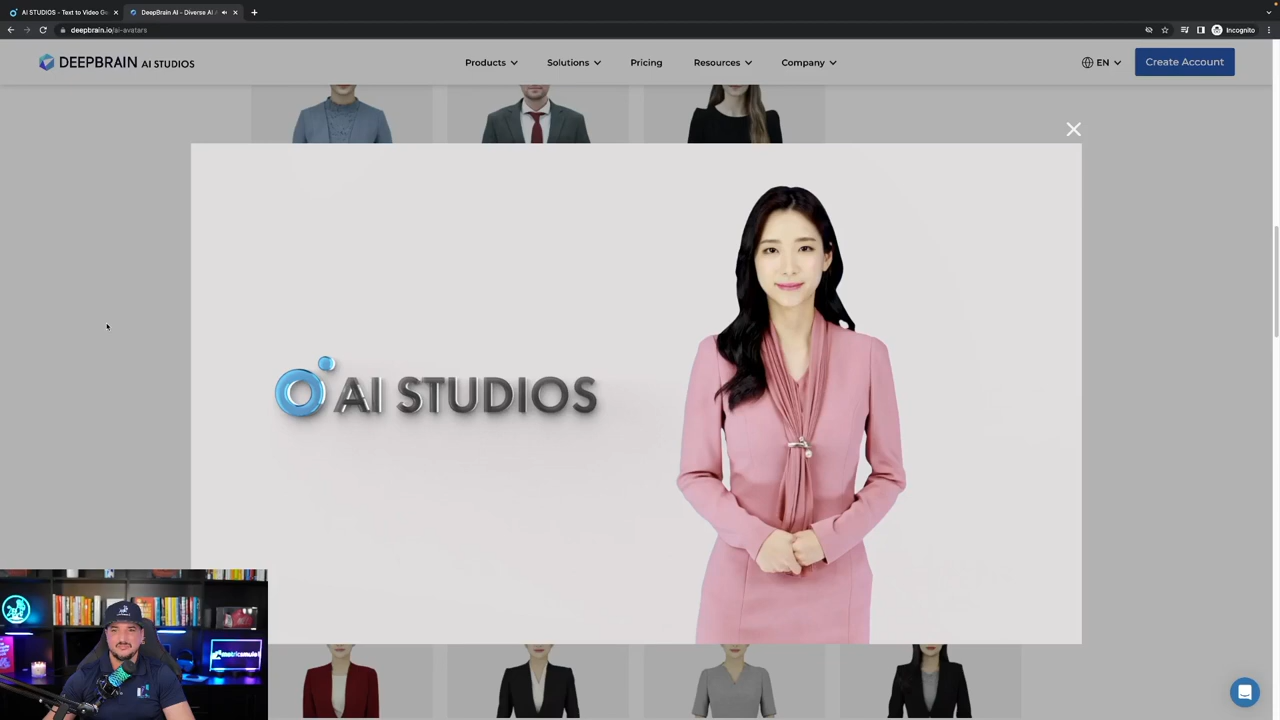 AI STUDIOS - Text to Video Ge
DeepBrain AI - Diverse AI A
deepbrain.io/ai-avatars
Incognito
DEEPBRAIN AI STUDIOS
Products
Solutions
Pricing
Resources
Company
EN
Create Account
AI STUDIOS